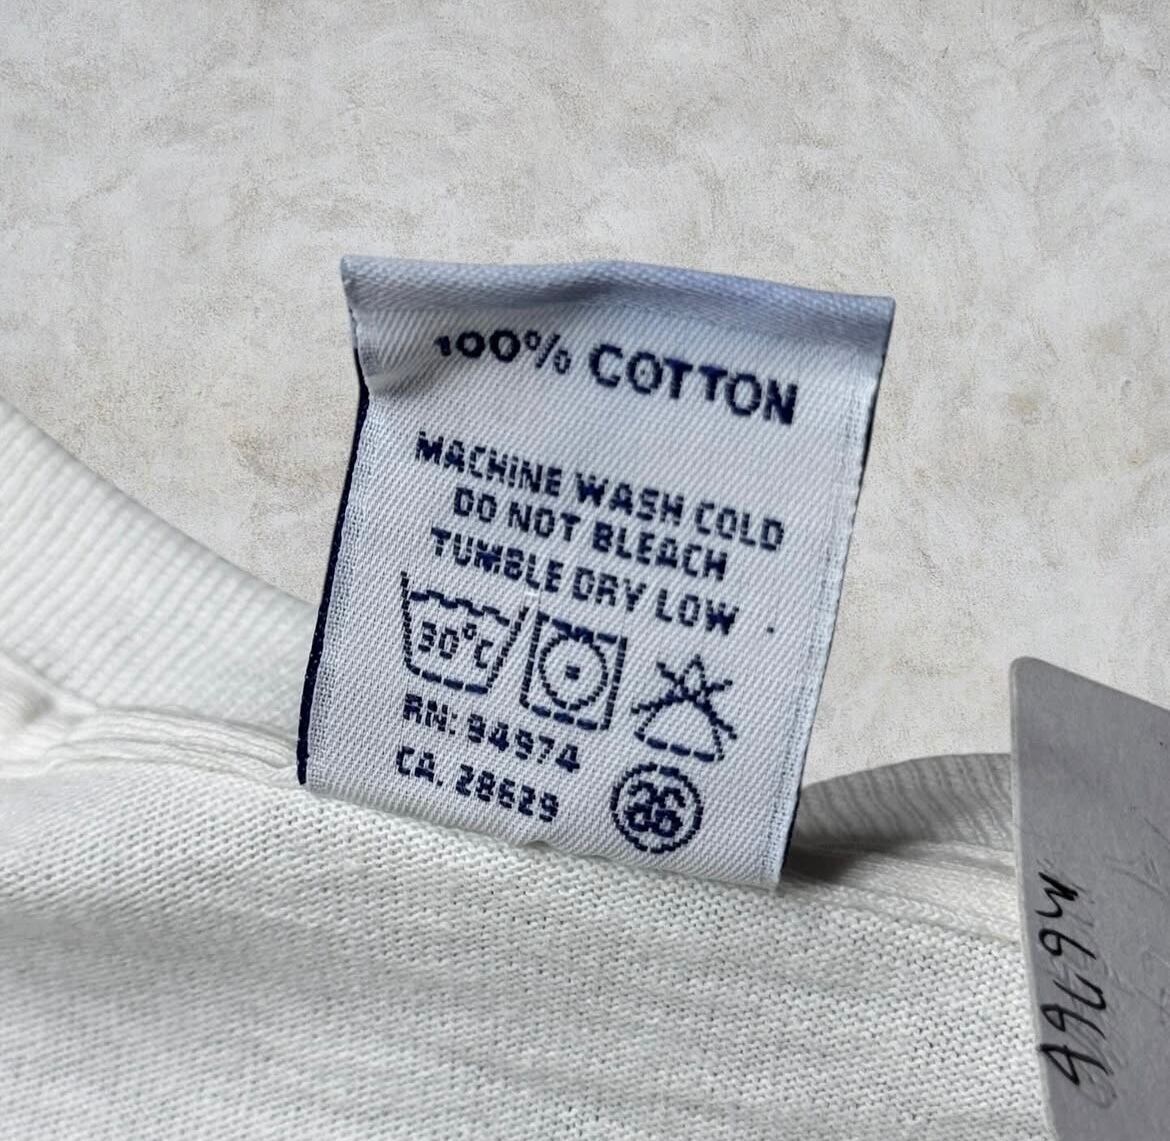 100% COTTON
MACHINE WASH COLD
DO NOT BLEACH
TUMBLE DRY LOW
30°C
RN: 94974
CA. 28629